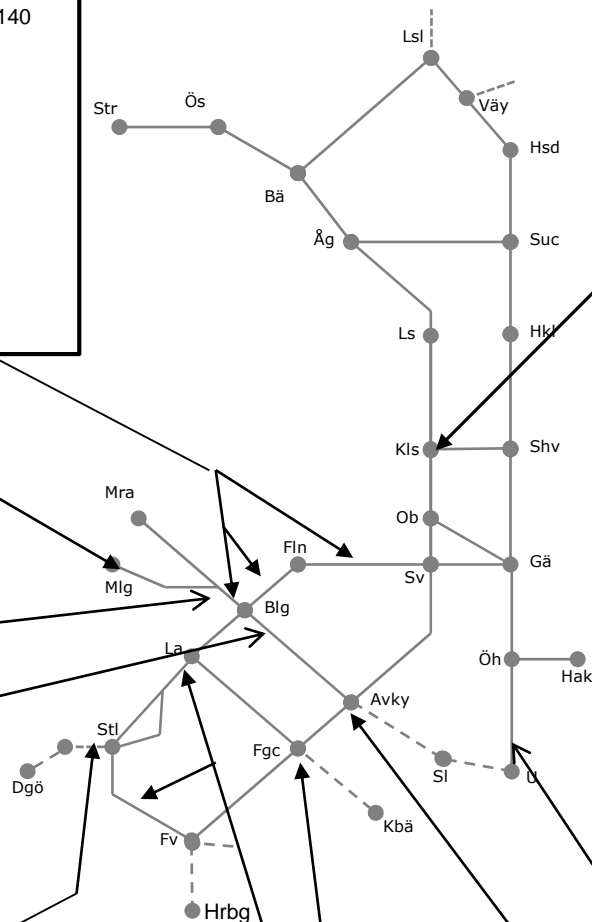 140
Lsl
Väy
Str
Ös
Hsd
Bä
Åg
Suc
Ls
Hkl
Kls
Shv
Mra
Ob
Fln
Gä
Mlg
Sv
Blg
La
Öh
Hak
Avky
Stl
Fgc
Sl
U
Dgö
Kbä
Fv
Hrbg